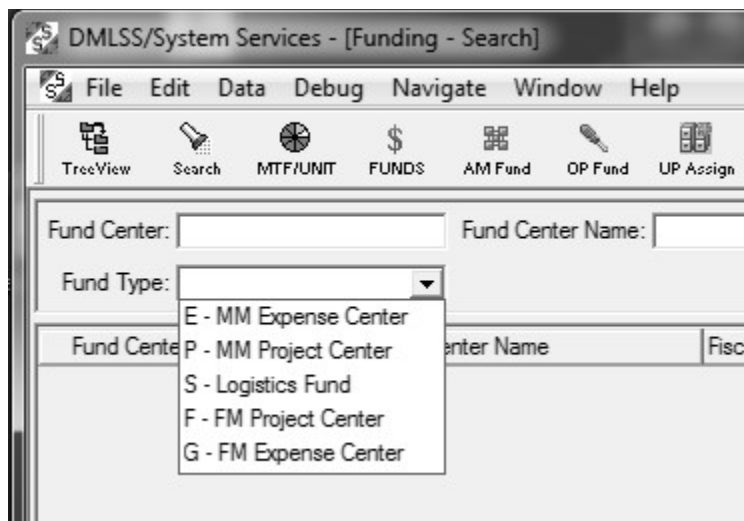 DMLSS/System Services - [Funding - Search]
File Edit Data Debug Navigate Window Help
TreeView Search MTF/UNIT FUNDS AM Fund OP Fund UP Assign
Fund Center: Fund Center Name:
Fund Type:
E - MM Expense Center
P - MM Project Center
S - Logistics Fund
F - FM Project Center
G - FM Expense Center
Fund Cente enter Name Fisc